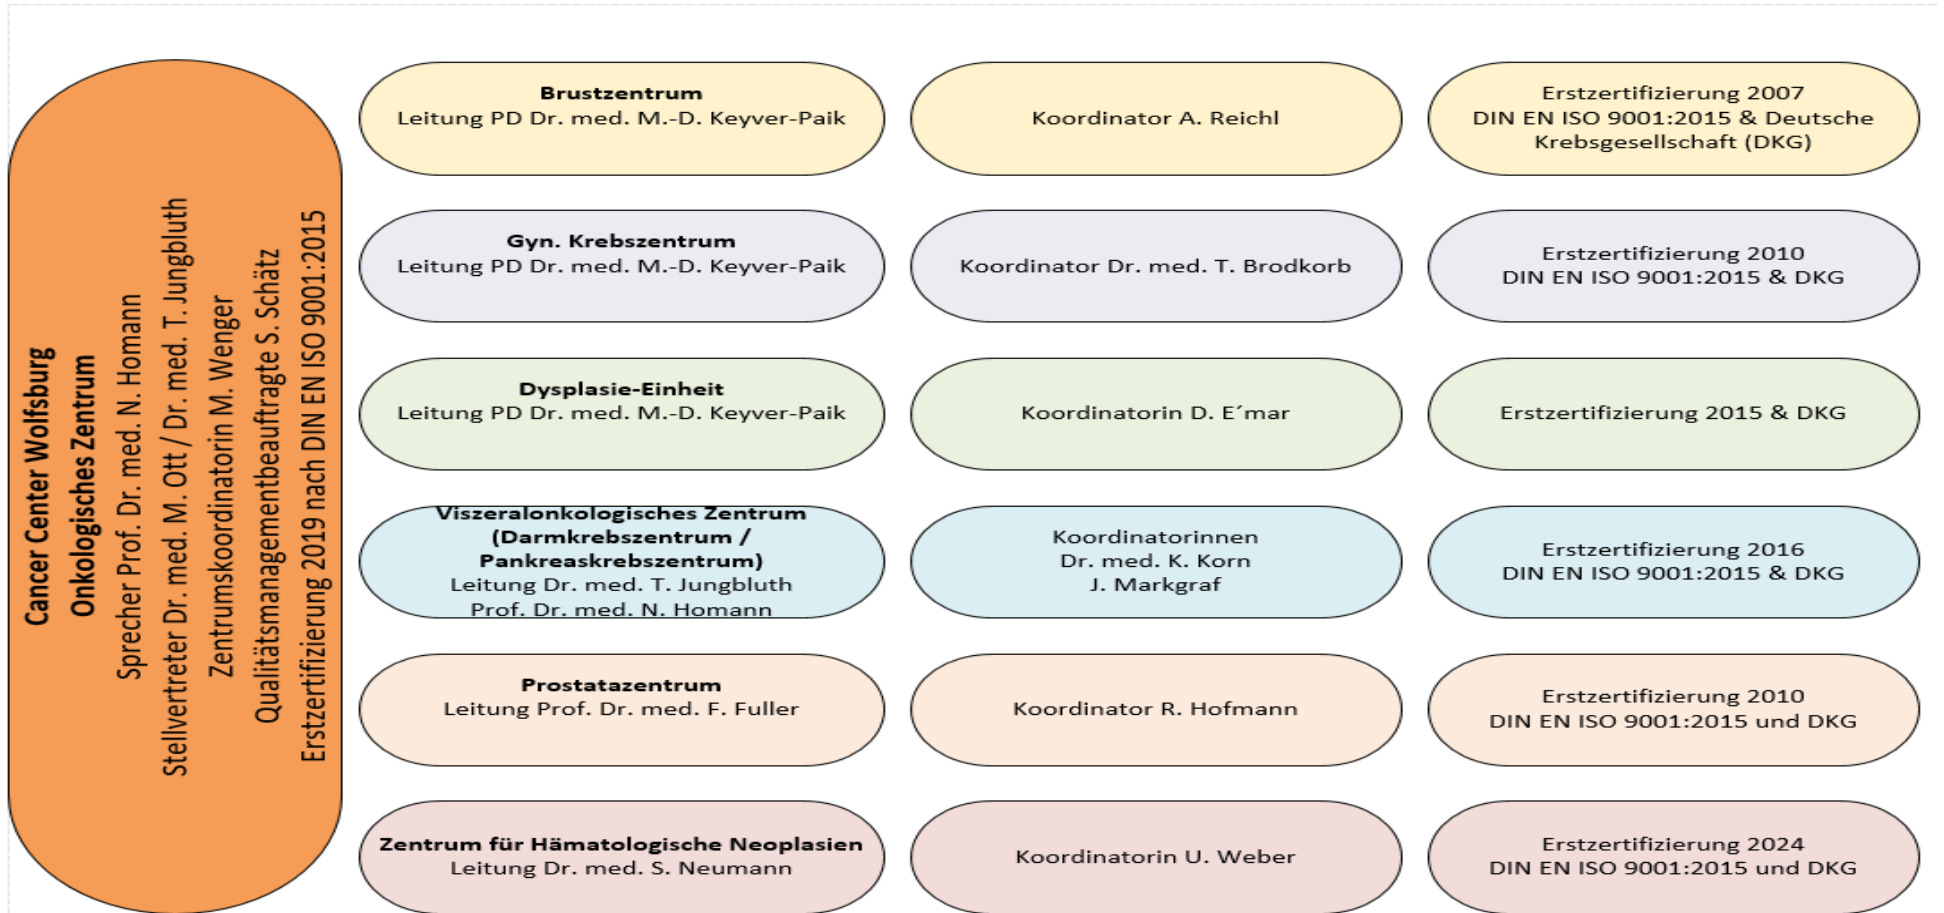 Cancer Center Wolfsburg
Onkologisches Zentrum
Sprecher Prof. Dr. med. N. Homann
Stellvertreter Dr. med. M. Ott / Dr. med. T. Jungbluth
Zentrumskoordinatorin M. Wenger
Qualitätsmanagementbeauftragte S. Schätz
Erstzertifizierung 2019 nach DIN EN ISO 9001:2015
Brustzentrum
Leitung PD Dr. med. M.-D. Keyver-Paik
Koordinator A. Reichl
Erstzertifizierung 2007
DIN EN ISO 9001:2015 & Deutsche
Krebsgesellschaft (DKG)
Gyn. Krebszentrum
Leitung PD Dr. med. M.-D. Keyver-Paik
Koordinator Dr. med. T. Brodkorb
Erstzertifizierung 2010
DIN EN ISO 9001:2015 & DKG
Dysplasie-Einheit
Leitung PD Dr. med. M.-D. Keyver-Paik
Koordinatorin D. E´mar
Erstzertifizierung 2015 & DKG
Viszeralonkologisches Zentrum
(Darmkrebszentrum /
Pankreaskrebszentrum)
Leitung Dr. med. T. Jungbluth
Prof. Dr. med. N. Homann
Koordinatorinnen
Dr. med. K. Korn
J. Markgraf
Erstzertifizierung 2016
DIN EN ISO 9001:2015 & DKG
Prostatazentrum
Leitung Prof. Dr. med. F. Fuller
Koordinator R. Hofmann
Erstzertifizierung 2010
DIN EN ISO 9001:2015 und DKG
Zentrum für Hämatologische Neoplasien
Leitung Dr. med. S. Neumann
Koordinatorin U. Weber
Erstzertifizierung 2024
DIN EN ISO 9001:2015 und DKG